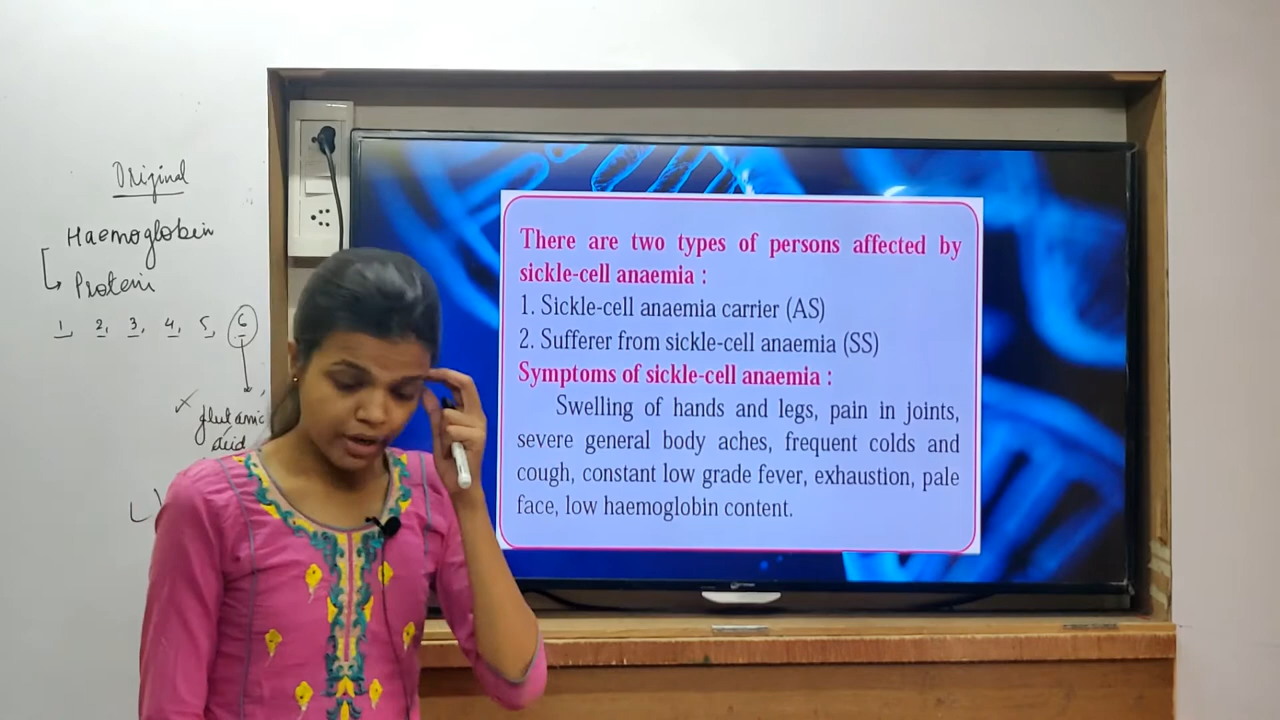 Original
Haemoglobin
Protein
1, 2, 3, 4, 5, 6
glutamic
acid
There are two types of persons affected by
sickle-cell anaemia :
1. Sickle-cell anaemia carrier (AS)
2. Sufferer from sickle-cell anaemia (SS)
Symptoms of sickle-cell anaemia :
Swelling of hands and legs, pain in joints,
severe general body aches, frequent colds and
cough, constant low grade fever, exhaustion, pale
face, low haemoglobin content.